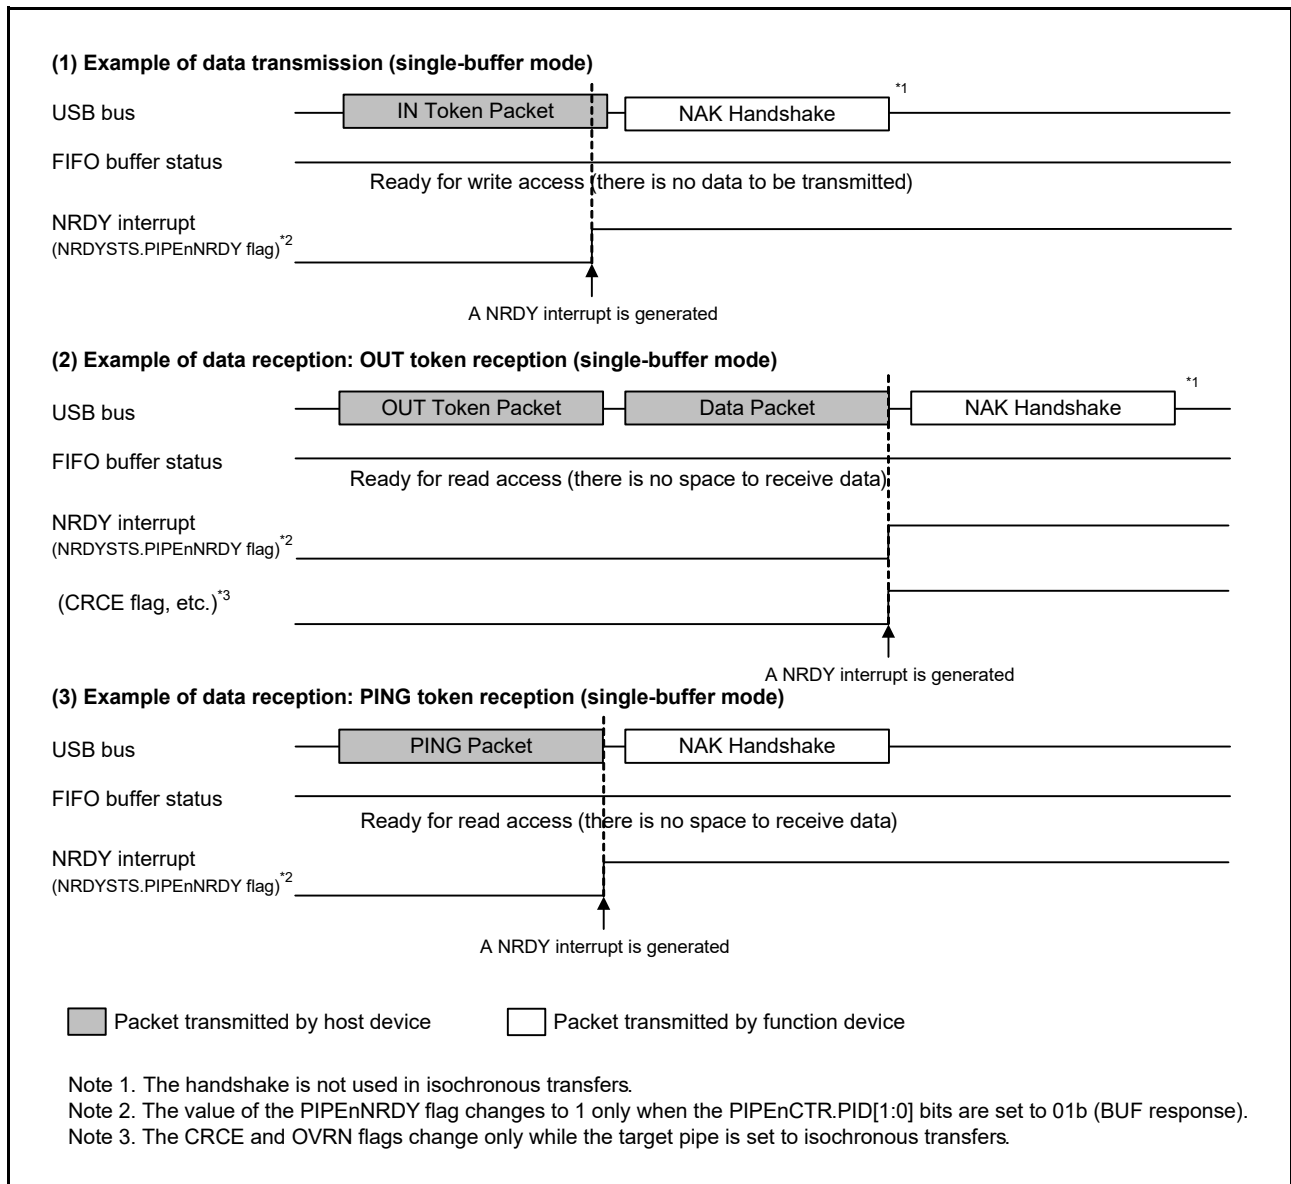 (1) Example of data transmission (single-buffer mode)
USB bus IN Token Packet NAK Handshake *1
FIFO buffer status
Ready for write access (there is no data to be transmitted)
NRDY interrupt
(NRDYSTS.PIPEnNRDY flag)*2
A NRDY interrupt is generated
(2) Example of data reception: OUT token reception (single-buffer mode)
USB bus OUT Token Packet Data Packet NAK Handshake *1
FIFO buffer status
Ready for read access (there is no space to receive data)
NRDY interrupt
(NRDYSTS.PIPEnNRDY flag)*2
(CRCE flag, etc.)*3
A NRDY interrupt is generated
(3) Example of data reception: PING token reception (single-buffer mode)
USB bus PING Packet NAK Handshake
FIFO buffer status
Ready for read access (there is no space to receive data)
NRDY interrupt
(NRDYSTS.PIPEnNRDY flag)*2
A NRDY interrupt is generated
Packet transmitted by host device Packet transmitted by function device
Note 1. The handshake is not used in isochronous transfers.
Note 2. The value of the PIPEnNRDY flag changes to 1 only when the PIPEnCTR.PID[1:0] bits are set to 01b (BUF response).
Note 3. The CRCE and OVRN flags change only while the target pipe is set to isochronous transfers.